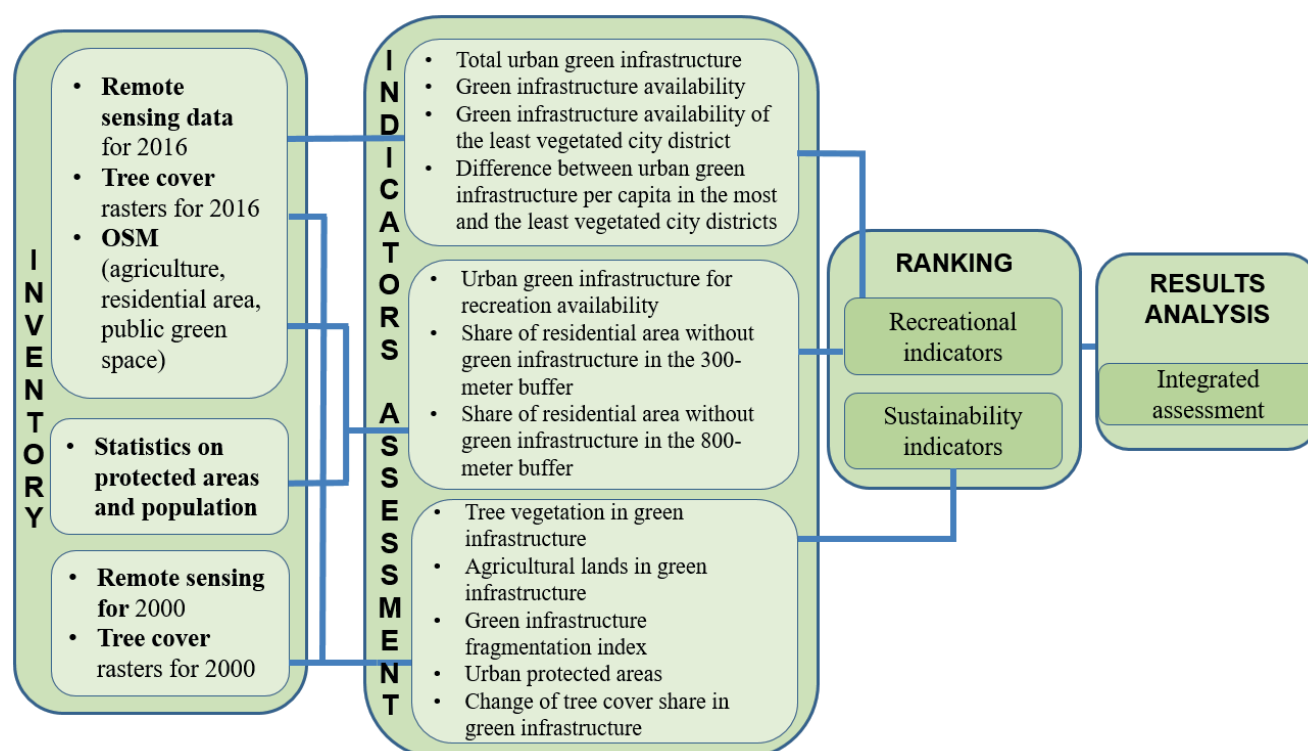 INVENTORY
• Remote
sensing data
for 2016
• Tree cover
rasters for 2016
• OSM
(agriculture,
residential area,
public green
space)
• Statistics on
protected areas
and population
• Remote sensing
for 2000
• Tree cover
rasters for 2000
INDICATORS ASSESSMENT
• Total urban green infrastructure
• Green infrastructure availability
• Green infrastructure availability of
the least vegetated city district
• Difference between urban green
infrastructure per capita in the most
and the least vegetated city districts
• Urban green infrastructure for
recreation availability
• Share of residential area without
green infrastructure in the 300-
meter buffer
• Share of residential area without
green infrastructure in the 800-
meter buffer
• Tree vegetation in green
infrastructure
• Agricultural lands in green
infrastructure
• Green infrastructure
fragmentation index
• Urban protected areas
• Change of tree cover share in
green infrastructure
RANKING
Recreational
indicators
Sustainability
indicators
RESULTS
ANALYSIS
Integrated
assessment